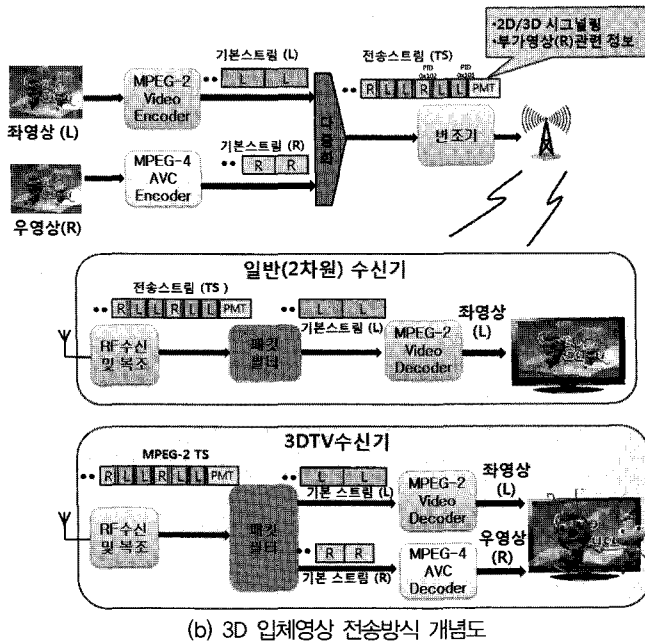 •2D/3D 시그널링
•부가영상(R)관련 정보
기본스트림 (L)
L L
전송스트림 (TS)
PID 0x102
PID 0x101
R L L R L L PMT
MPEG-2
Video
Encoder
좌영상 (L)
다중화
변조기
기본스트림 (R)
R R
MPEG-4
AVC
Encoder
우영상(R)
일반(2차원) 수신기
전송스트림 (TS )
R L L R L L PMT
L L
기본스트림 (L)
RF수신
및 복조
패킷
필터
MPEG-2
Video
Decoder
좌영상
(L)
3DTV수신기
MPEG-2 TS
R L L R L L PMT
L L
기본 스트림 (L)
MPEG-2
Video
Decoder
좌영상
(L)
RF수신
및 복조
패킷
필터
R R
기본 스트림 (R)
MPEG-4
AVC
Decoder
우영상
(R)
(b) 3D 입체영상 전송방식 개념도